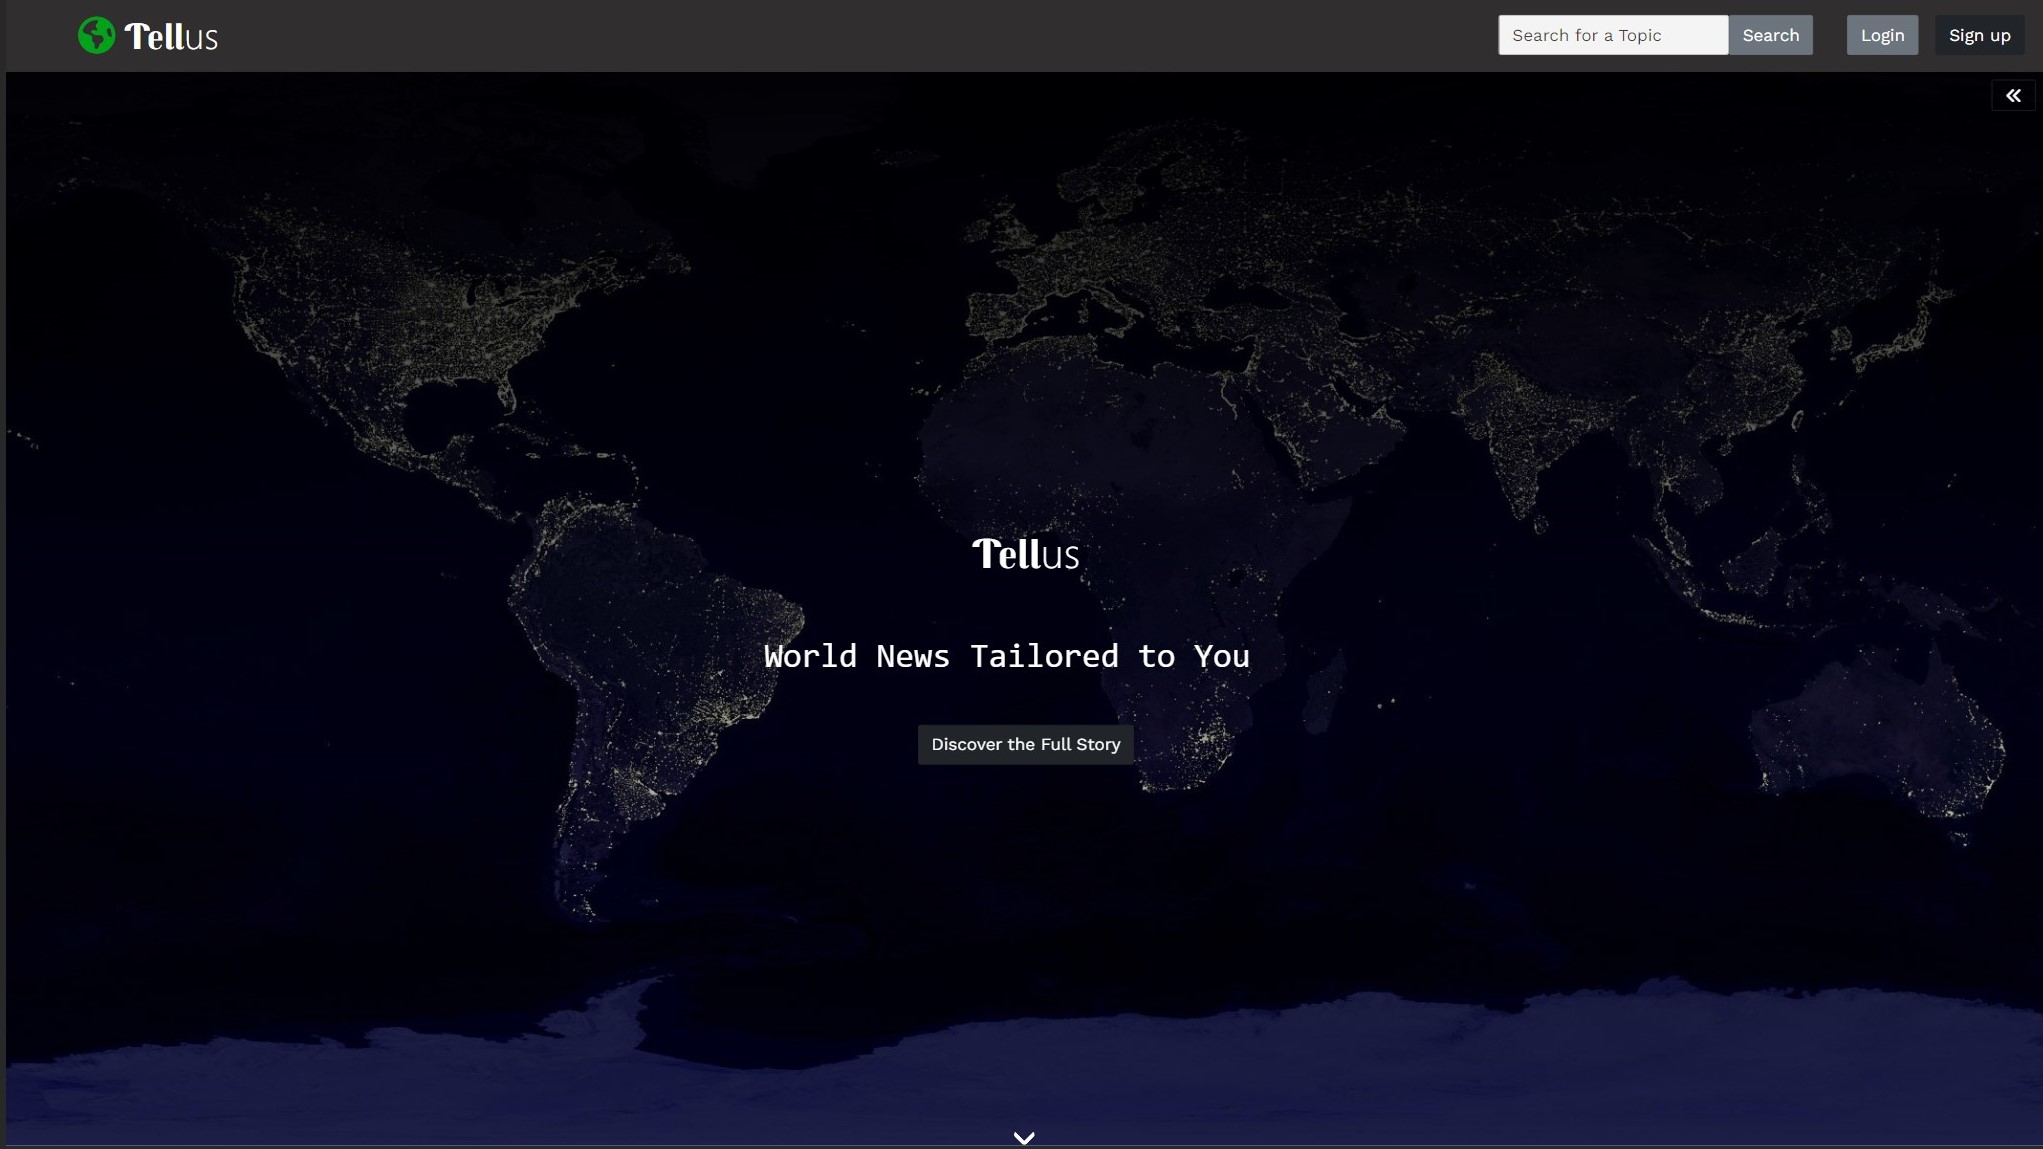 Tellus
Search for a Topic
Search
Login
Sign up
Tellus
World News Tailored to You
Discover the Full Story